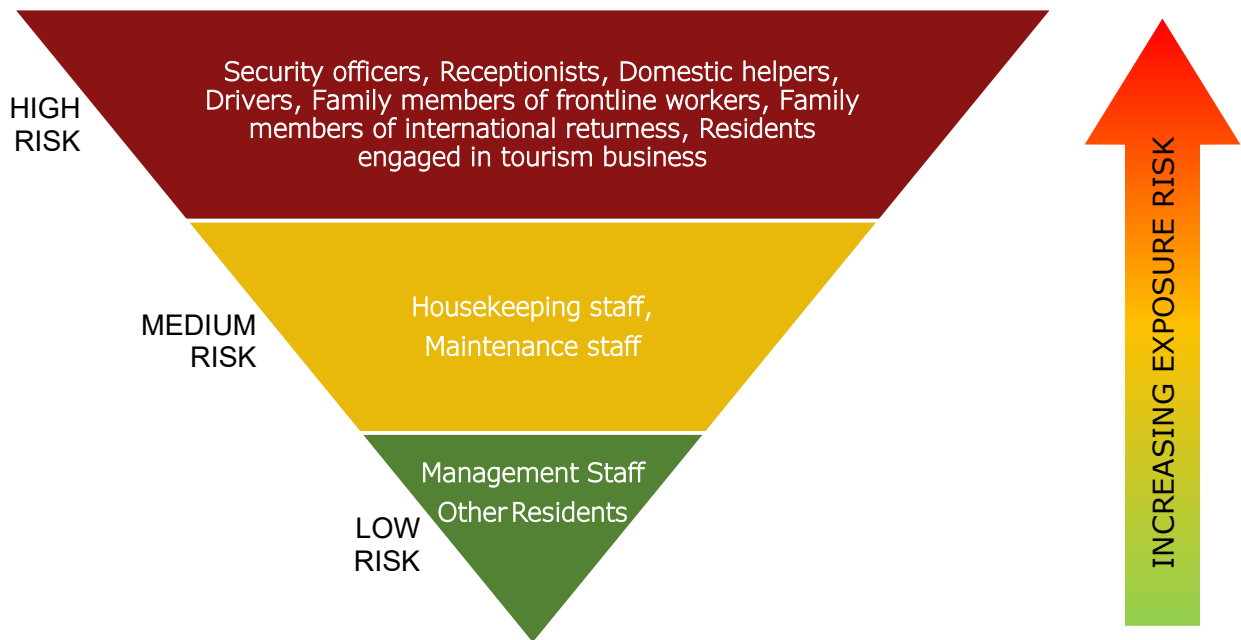 Security officers, Receptionists, Domestic helpers,
Drivers, Family members of frontline workers, Family
members of international returness, Residents
engaged in tourism business
HIGH
RISK
Housekeeping staff,
Maintenance staff
MEDIUM
RISK
Management Staff
Other Residents
LOW
RISK
INCREASING EXPOSURE RISK